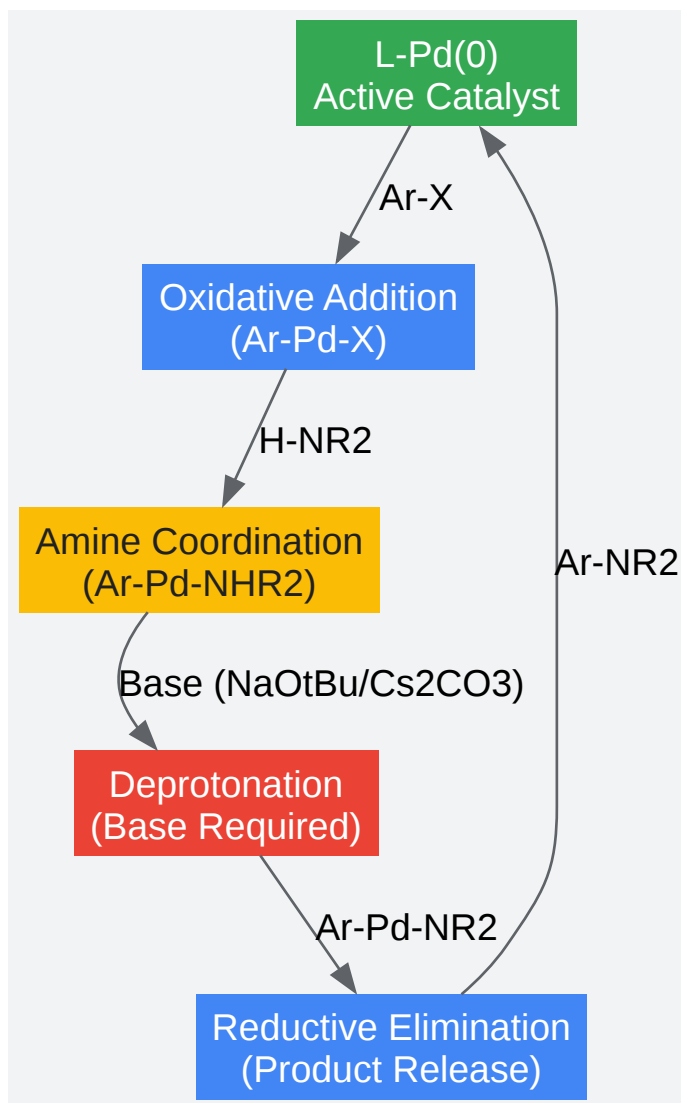 L-Pd(0)
Active Catalyst
Ar-X
Oxidative Addition
(Ar-Pd-X)
H-NR2
Amine Coordination
(Ar-Pd-NHR2)
Ar-NR2
Base (NaOtBu/Cs2CO3)
Deprotonation
(Base Required)
Ar-Pd-NR2
Reductive Elimination
(Product Release)